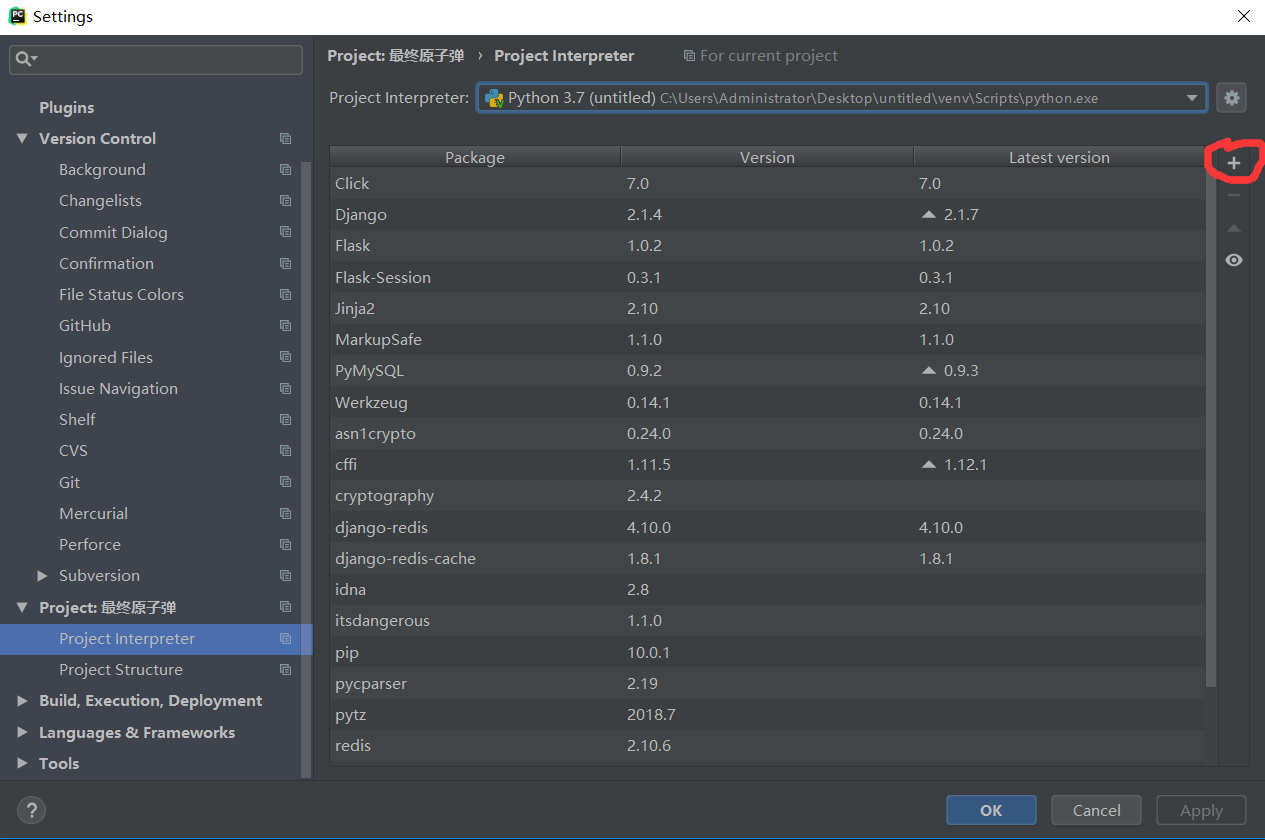 PC Settings
Plugins
Version Control
Background
Changelists
Commit Dialog
Confirmation
File Status Colors
GitHub
Ignored Files
Issue Navigation
Shelf
CVS
Git
Mercurial
Perforce
Subversion
Project: 最终原子弹
Project Interpreter
Project Structure
Build, Execution, Deployment
Languages & Frameworks
Tools
Project: 最终原子弹 › Project Interpreter For current project
Project Interpreter: Python 3.7 (untitled) C:\Users\Administrator\Desktop\untitled\venv\Scripts\python.exe
Package Version Latest version
Click 7.0 7.0
Django 2.1.4 2.1.7
Flask 1.0.2 1.0.2
Flask-Session 0.3.1 0.3.1
Jinja2 2.10 2.10
MarkupSafe 1.1.0 1.1.0
PyMySQL 0.9.2 0.9.3
Werkzeug 0.14.1 0.14.1
asn1crypto 0.24.0 0.24.0
cffi 1.11.5 1.12.1
cryptography 2.4.2
django-redis 4.10.0 4.10.0
django-redis-cache 1.8.1 1.8.1
idna 2.8
itsdangerous 1.1.0
pip 10.0.1
pycparser 2.19
pytz 2018.7
redis 2.10.6
? OK Cancel Apply